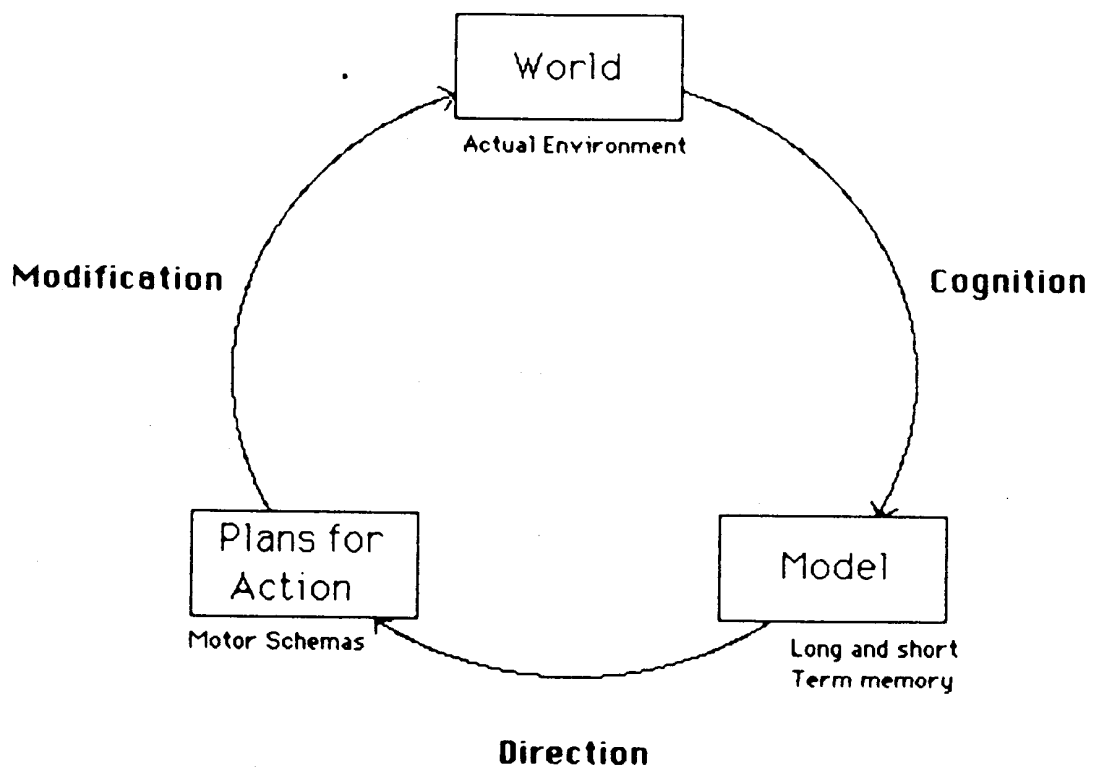 World
Actual Environment
Modification
Cognition
Plans for
Action
Motor Schemas
Model
Long and short
Term memory
Direction